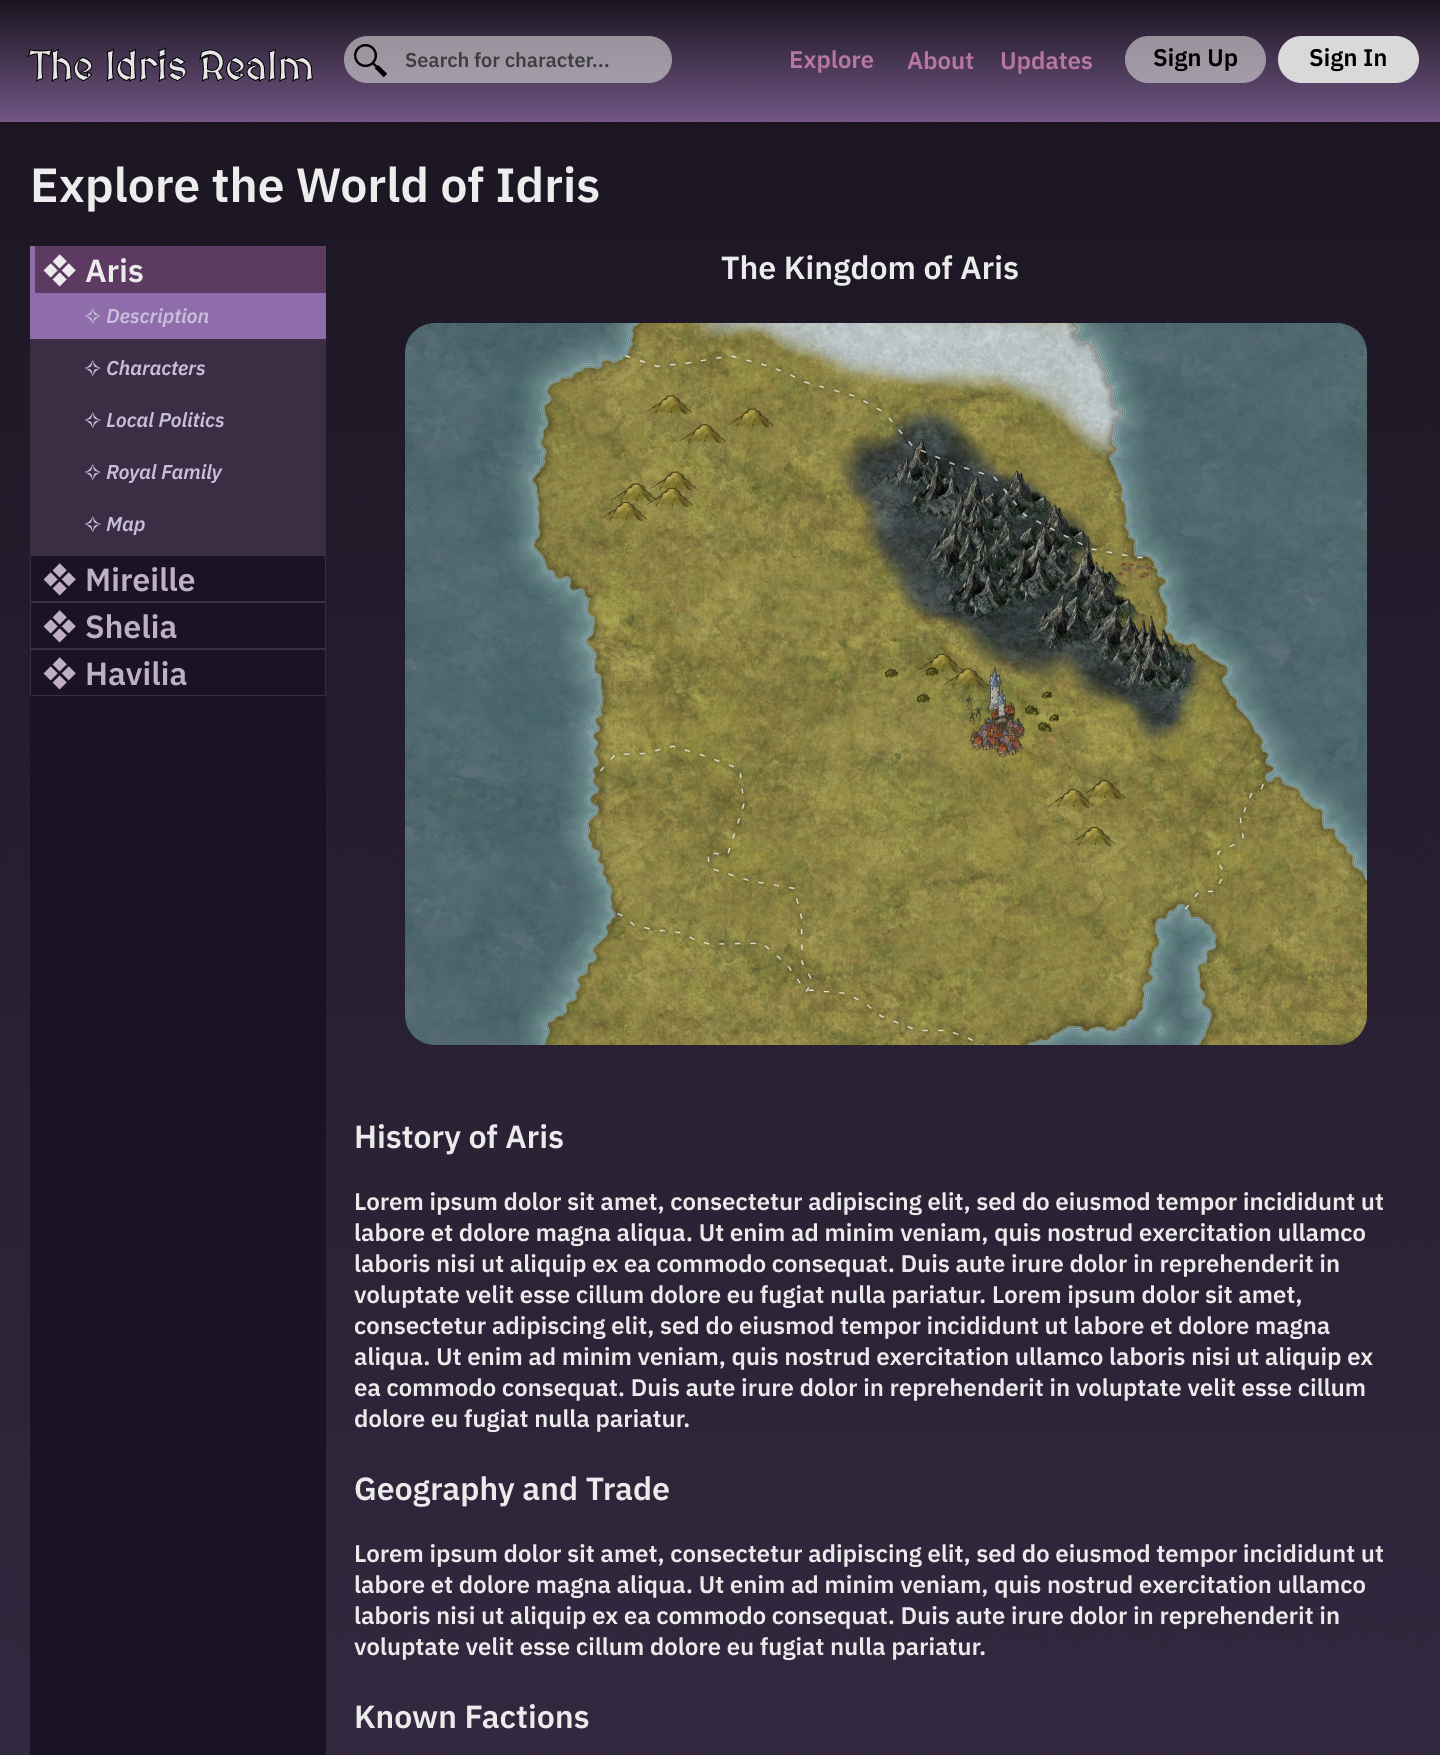 The Idris Realm
Search for character...
Explore
About
Updates
Sign Up
Sign In
Explore the World of Idris
❖ Aris
✧ Description
✧ Characters
✧ Local Politics
✧ Royal Family
✧ Map
❖ Mireille
❖ Shelia
❖ Havilia
The Kingdom of Aris
History of Aris
Lorem ipsum dolor sit amet, consectetur adipiscing elit, sed do eiusmod tempor incididunt ut
labore et dolore magna aliqua. Ut enim ad minim veniam, quis nostrud exercitation ullamco
laboris nisi ut aliquip ex ea commodo consequat. Duis aute irure dolor in reprehenderit in
voluptate velit esse cillum dolore eu fugiat nulla pariatur. Lorem ipsum dolor sit amet,
consectetur adipiscing elit, sed do eiusmod tempor incididunt ut labore et dolore magna
aliqua. Ut enim ad minim veniam, quis nostrud exercitation ullamco laboris nisi ut aliquip ex
ea commodo consequat. Duis aute irure dolor in reprehenderit in voluptate velit esse cillum
dolore eu fugiat nulla pariatur.
Geography and Trade
Lorem ipsum dolor sit amet, consectetur adipiscing elit, sed do eiusmod tempor incididunt ut
labore et dolore magna aliqua. Ut enim ad minim veniam, quis nostrud exercitation ullamco
laboris nisi ut aliquip ex ea commodo consequat. Duis aute irure dolor in reprehenderit in
voluptate velit esse cillum dolore eu fugiat nulla pariatur.
Known Factions